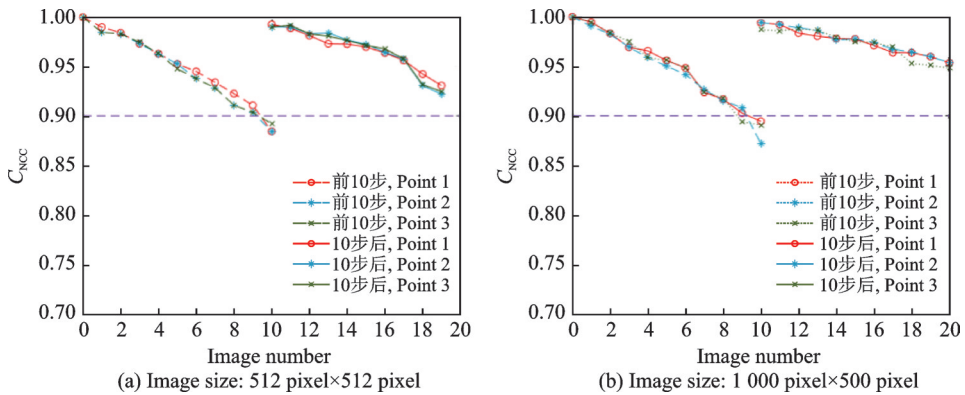 1.00
0.95
0.90
0.85
0.80
0.75
0.70
C_NCC
前10步, Point 1
前10步, Point 2
前10步, Point 3
10步后, Point 1
10步后, Point 2
10步后, Point 3
0 2 4 6 8 10 12 14 16 18 20
Image number
(a) Image size: 512 pixel×512 pixel
1.00
0.95
0.90
0.85
0.80
0.75
0.70
C_NCC
前10步, Point 1
前10步, Point 2
前10步, Point 3
10步后, Point 1
10步后, Point 2
10步后, Point 3
0 2 4 6 8 10 12 14 16 18 20
Image number
(b) Image size: 1 000 pixel×500 pixel